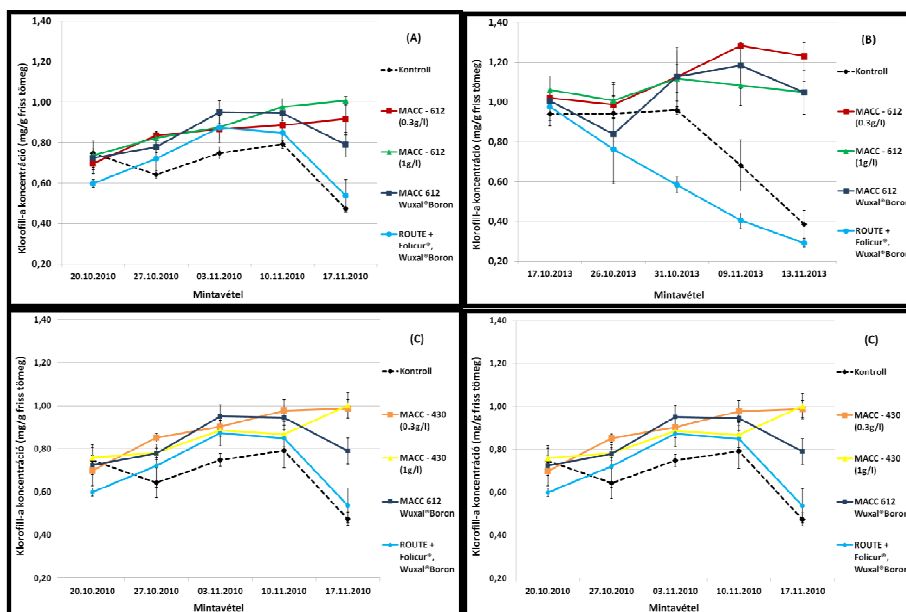 (A)
Klorofill-a koncentráció (mg/g friss tömeg)
1,40
1,20
1,00
0,80
0,60
0,40
0,20
20.10.2010 27.10.2010 03.11.2010 10.11.2010 17.11.2010
Mintavétel
Kontroll
MACC - 612
(0.3g/l)
MACC - 612
(1g/l)
MACC 612
Wuxal®Boron
ROUTE +
Folicur®,
Wuxal®Boron
(B)
Klorofill-a koncentráció (mg/g friss tömeg)
1,40
1,20
1,00
0,80
0,60
0,40
0,20
17.10.2013 26.10.2013 31.10.2013 09.11.2013 13.11.2013
Mintavétel
Kontroll
MACC - 612
(0.3g/l)
MACC - 612
(1g/l)
MACC 612
Wuxal®Boron
ROUTE +
Folicur®,
Wuxal®Boron
(C)
Klorofill-a koncentráció (mg/g friss tömeg)
1,40
1,20
1,00
0,80
0,60
0,40
0,20
20.10.2010 27.10.2010 03.11.2010 10.11.2010 17.11.2010
Mintavétel
Kontroll
MACC - 430
(0.3g/l)
MACC - 430
(1g/l)
MACC 612
Wuxal®Boron
ROUTE +
Folicur®,
Wuxal®Boron
(C)
Klorofill-a koncentráció (mg/g friss tömeg)
1,40
1,20
1,00
0,80
0,60
0,40
0,20
20.10.2010 27.10.2010 03.11.2010 10.11.2010 17.11.2010
Mintavétel
Kontroll
MACC - 430
(0.3g/l)
MACC - 430
(1g/l)
MACC 612
Wuxal®Boron
ROUTE +
Folicur®,
Wuxal®Boron